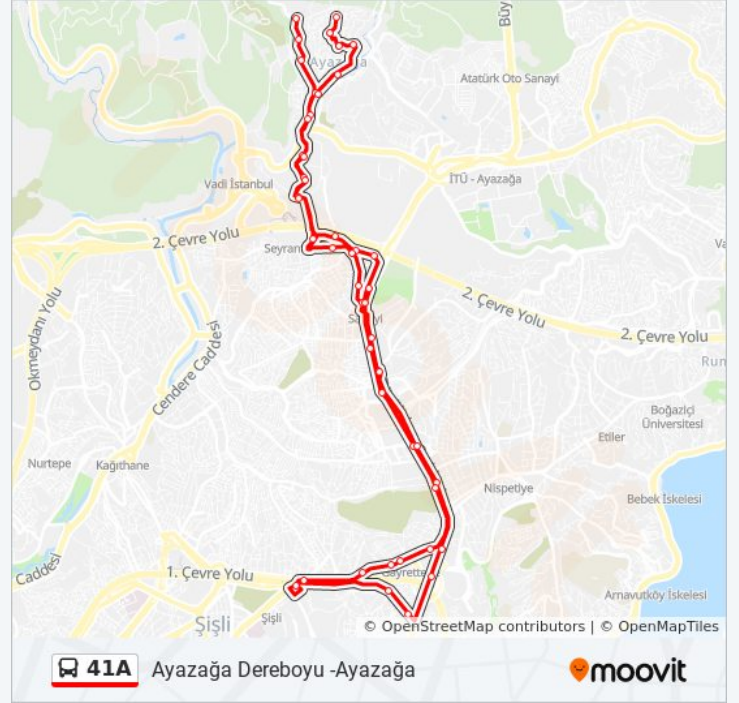 Büy
Ayazağa
Atatürk Oto Sanayi
Vadi İstanbul
İTÜ - Ayazağa
2. Çevre Yolu
Seyran
2. Çevre Yolu
Okmeydanı Yolu
Cendere Caddesi
2. Çevre Yolu
Rum
Boğaziçi
Üniversitesi
Etiler
Nurtepe
Kağıthane
Nispetiye
Bebek İskelesi
Caddesi
1. Çevre Yolu
Gayrette
Arnavutköy İskelesi
Şişli
Şişli
© OpenStreetMap contributors | © OpenMapTiles
41A Ayazağa Dereboyu -Ayazağa
moovit